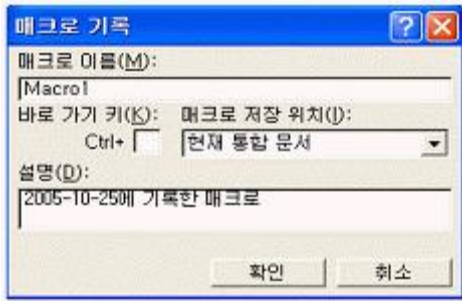 매크로 기록
매크로 이름(M):
Macro1
바로 가기 키(K): 매크로 저장 위치(I):
Ctrl+ 현재 통합 문서
설명(D):
2005-10-25에 기록한 매크로
확인 취소